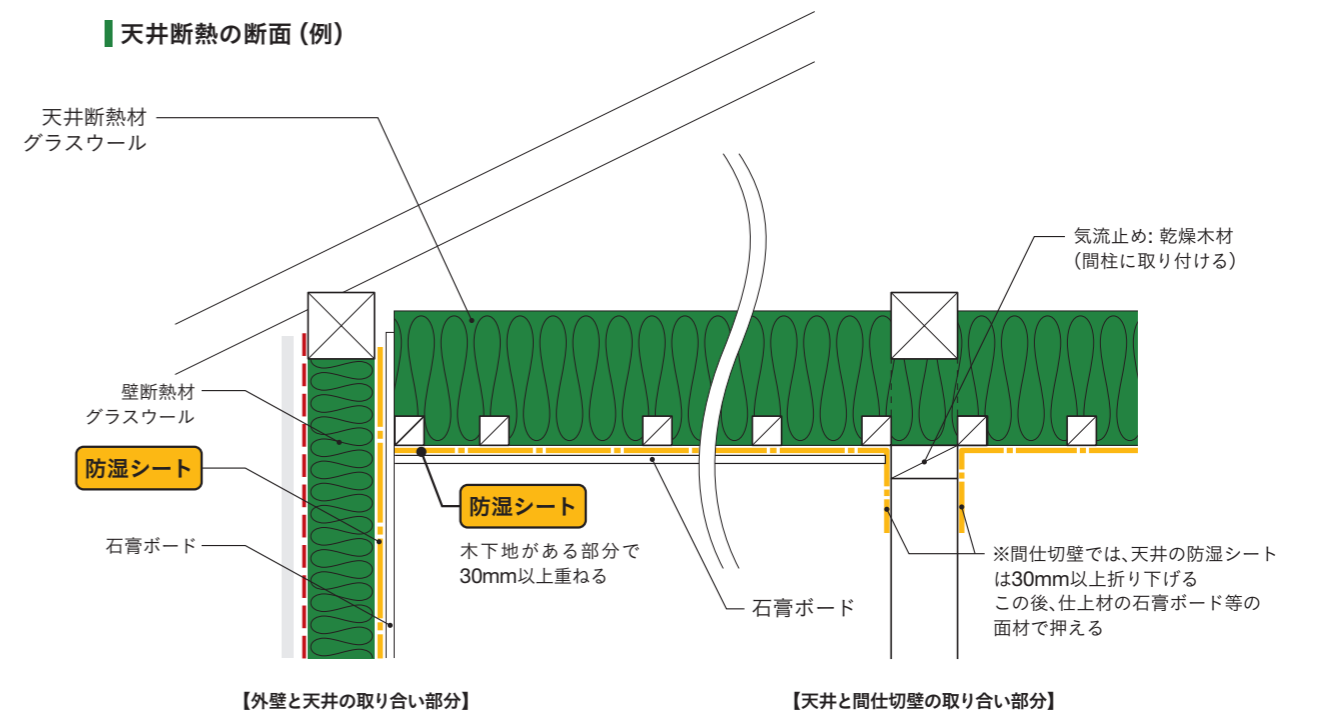 天井断熱の断面（例）
天井断熱材
グラスウール
気流止め：乾燥木材
（間柱に取り付ける）
壁断熱材
グラスウール
防湿シート
石膏ボード
防湿シート
木下地がある部分で
30mm以上重ねる
石膏ボード
※間仕切壁では、天井の防湿シート
は30mm以上折り下げる
この後、仕上材の石膏ボード等の
面材で押える
【外壁と天井の取り合い部分】
【天井と間仕切壁の取り合い部分】